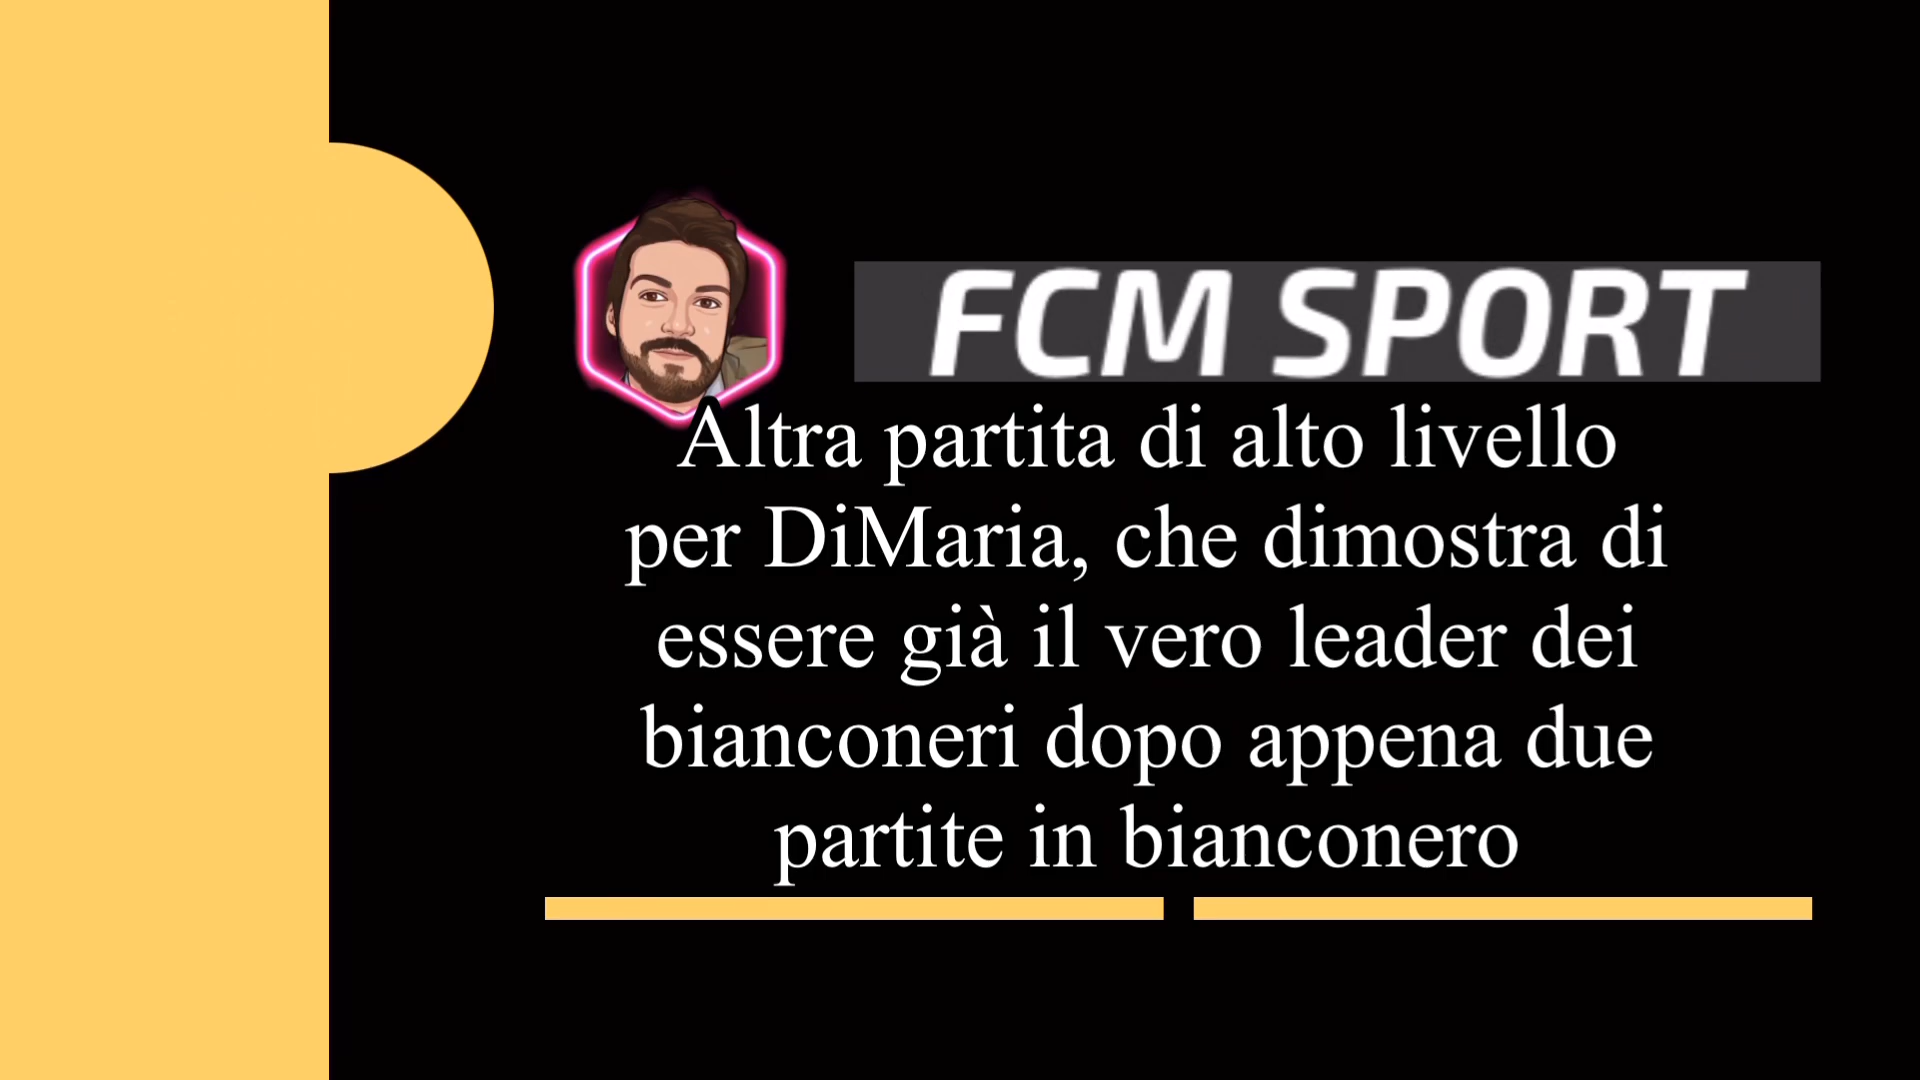 FCM SPORT
Altra partita di alto livello
per DiMaria, che dimostra di
essere già il vero leader dei
bianconeri dopo appena due
partite in bianconero